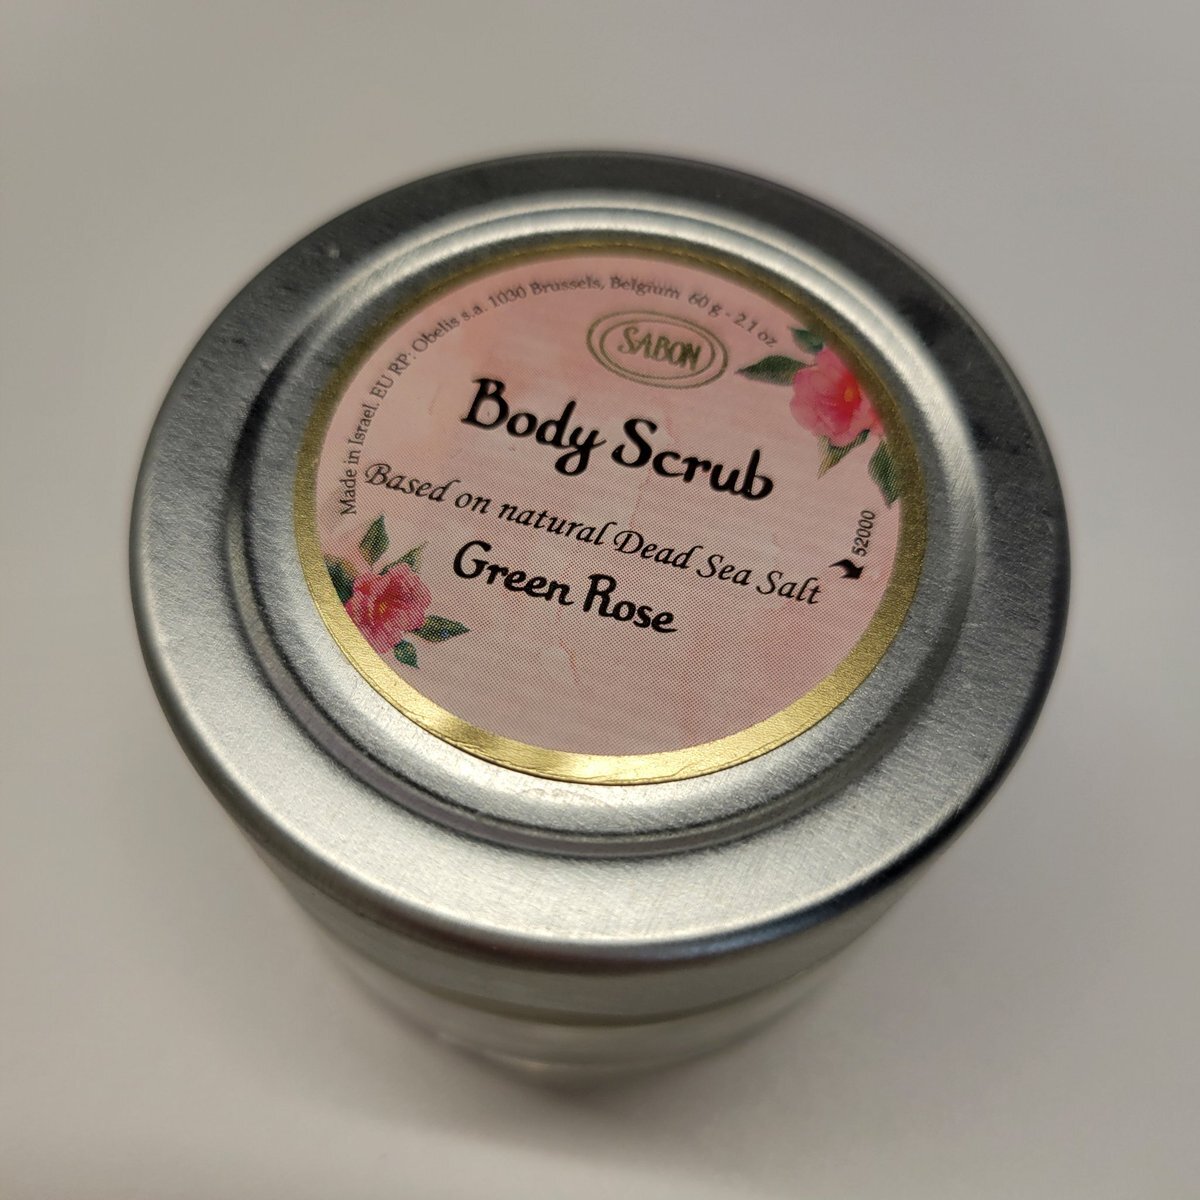 Made in Israel. EU RP: Obelis s.a. 1030 Brussels, Belgium 60 g - 2.1 oz
SABON
Body Scrub
Based on natural Dead Sea Salt
Green Rose
52000